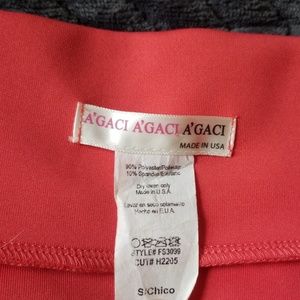 A'GACI A'GACI A'GACI
MADE IN USA
90% Polyester/Poliester
10% Spandex/Elastano
Dry clean only
Made in U.S.A.
Lavar en seco solamente
Hecho en E.U.A.
STYLE# FS3099
CUT# H2205
S/Chico